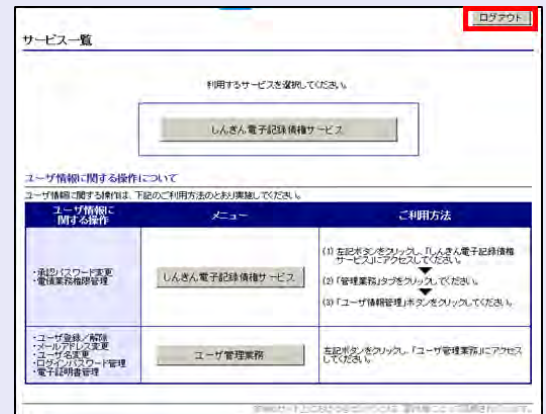 ログアウト
サービス一覧
利用するサービスを選択してください。
しんきん電子記録債権サービス
ユーザ情報に関する操作について
ユーザ情報に関する操作は、下記のご利用方法のとおり実施してください。
ユーザ情報に
関する操作
メニュー
ご利用方法
・承認パスワード変更
・電債業務権限管理
しんきん電子記録債権サービス
(1) 左記ボタンをクリックし、「しんきん電子記録債権
サービス」にアクセスしてください。
▼
(2) 「管理業務」タブをクリックしてください。
▼
(3) 「ユーザ情報管理」ボタンをクリックしてください。
・ユーザ登録／解除
・メールアドレス変更
・ユーザ名変更
・ログインパスワード管理
・電子証明書管理
ユーザ管理業務
左記ボタンをクリックし、「ユーザ管理業務」にアクセス
してください。